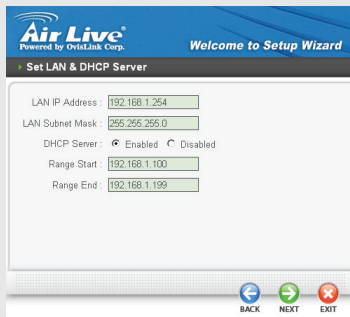 Air Live®
Powered by OvisLink Corp.
Welcome to Setup Wizard
Set LAN & DHCP Server
LAN IP Address : 192.168.1.254
LAN Subnet Mask : 255.255.255.0
DHCP Server : Enabled Disabled
Range Start : 192.168.1.100
Range End : 192.168.1.199
BACK NEXT EXIT